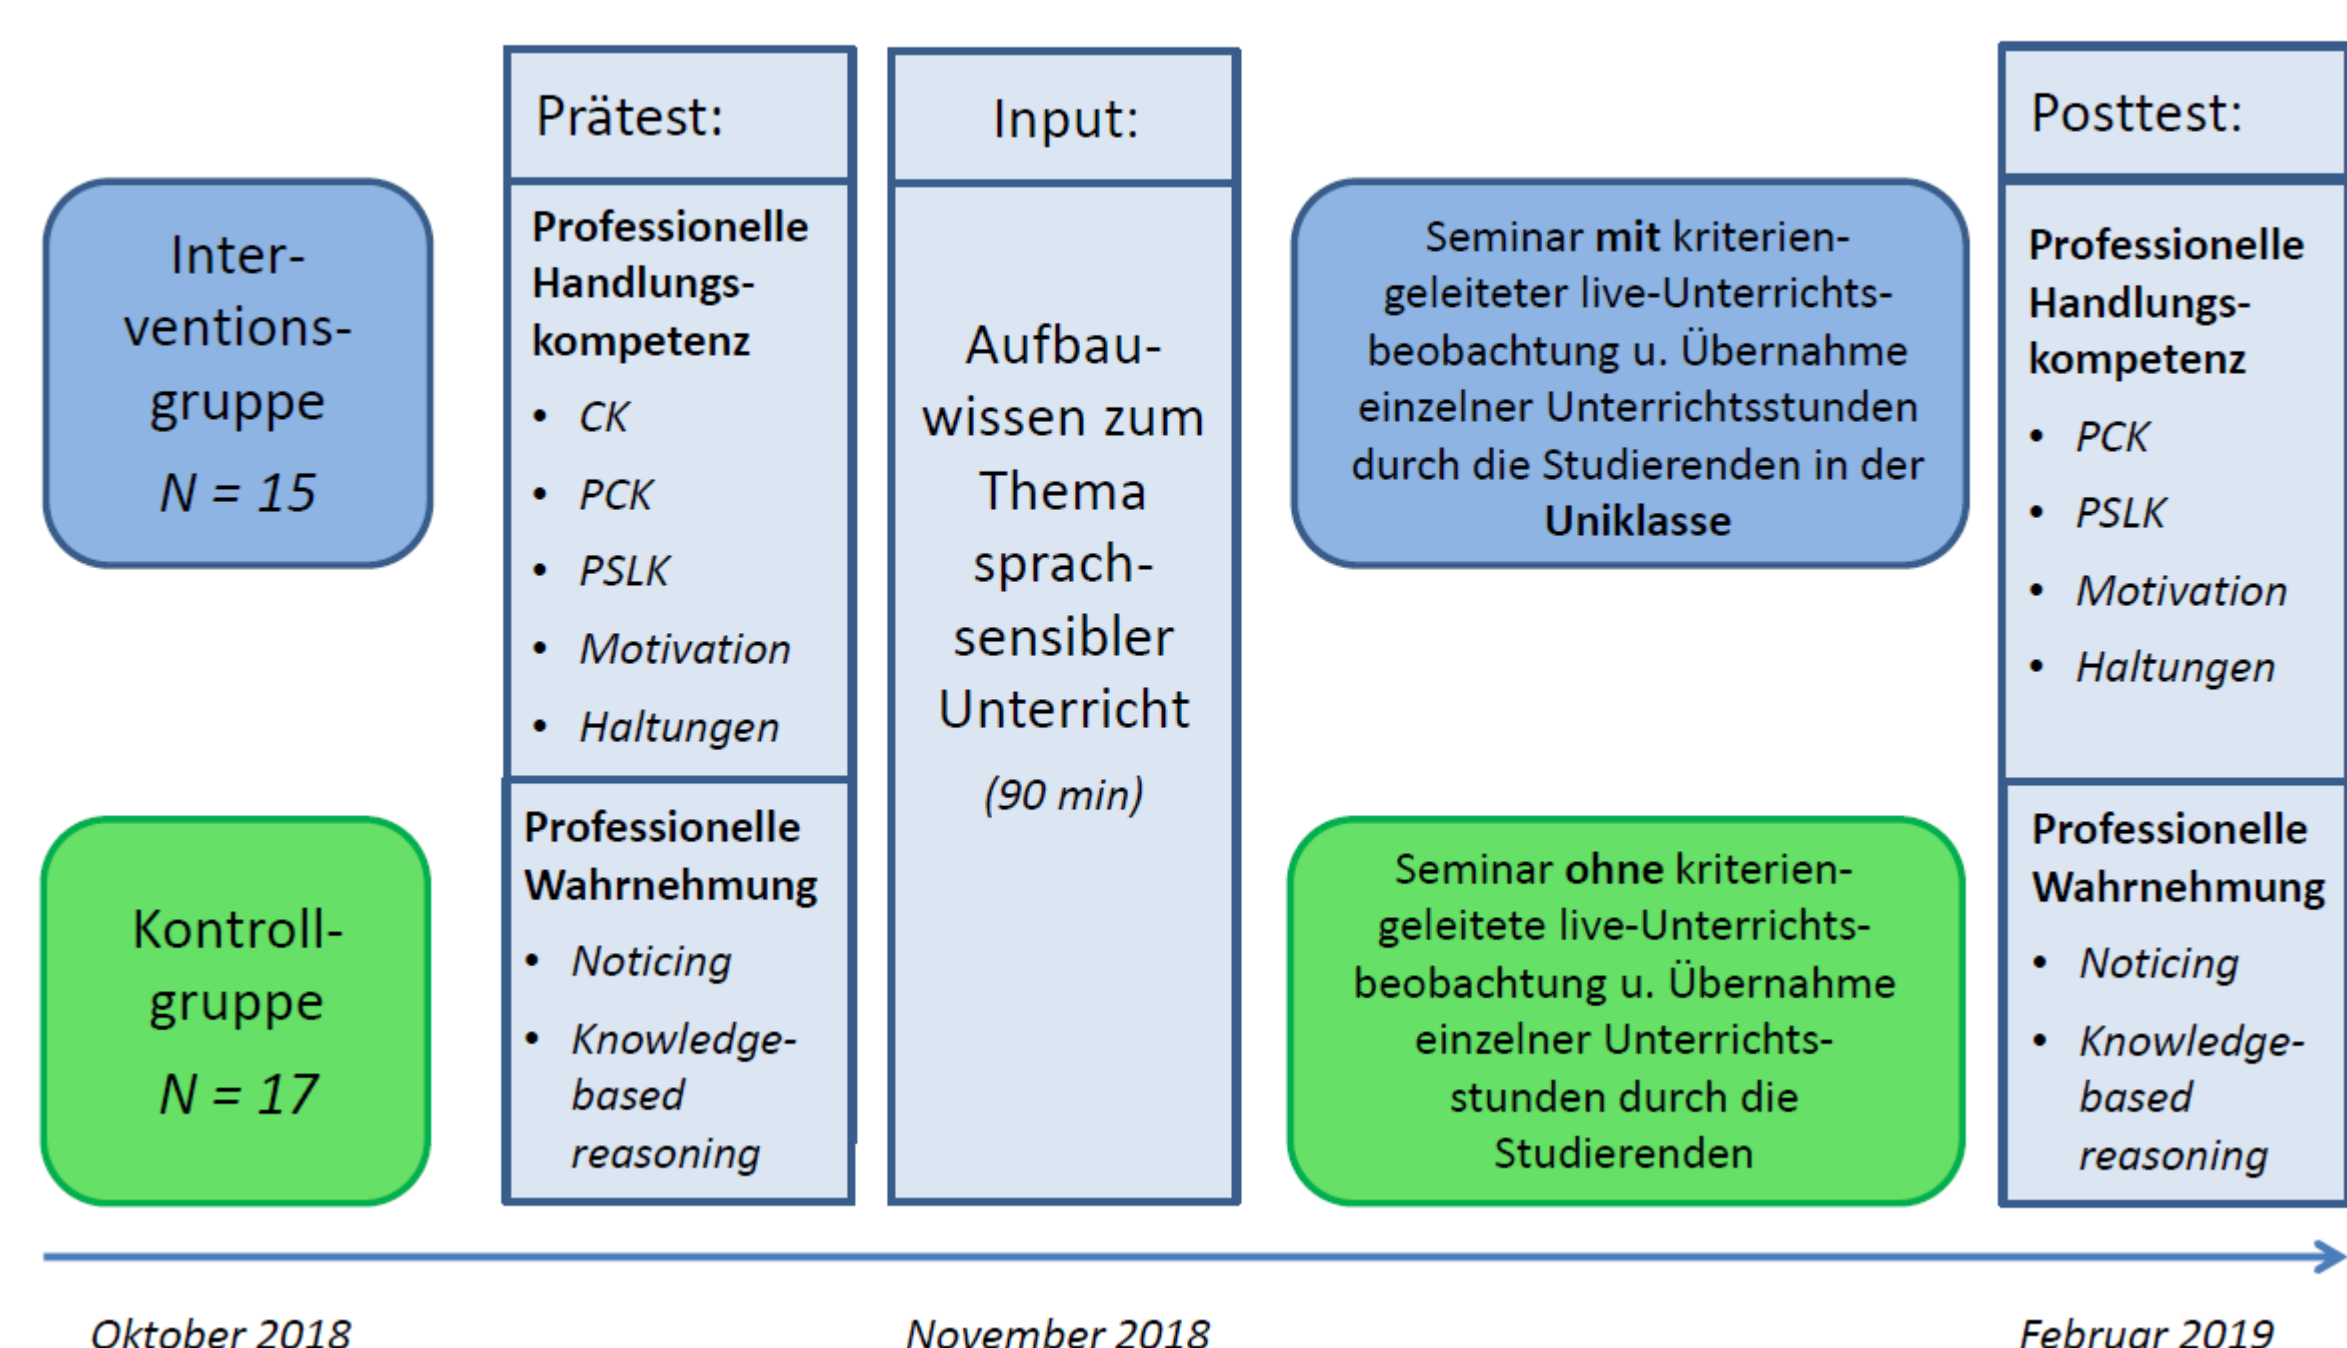 Inter-
ventions-
gruppe
N = 15
Kontroll-
gruppe
N = 17
Prätest:
Professionelle
Handlungs-
kompetenz
• CK
• PCK
• PSLK
• Motivation
• Haltungen
Professionelle
Wahrnehmung
• Noticing
• Knowledge-
based
reasoning
Input:
Aufbau-
wissen zum
Thema
sprach-
sensibler
Unterricht
(90 min)
Seminar mit kriterien-
geleiteter live-Unterrichts-
beobachtung u. Übernahme
einzelner Unterrichtsstunden
durch die Studierenden in der
Uniklasse
Seminar ohne kriterien-
geleitete live-Unterrichts-
beobachtung u. Übernahme
einzelner Unterrichts-
stunden durch die
Studierenden
Posttest:
Professionelle
Handlungs-
kompetenz
• PCK
• PSLK
• Motivation
• Haltungen
Professionelle
Wahrnehmung
• Noticing
• Knowledge-
based
reasoning
Oktober 2018
November 2018
Februar 2019